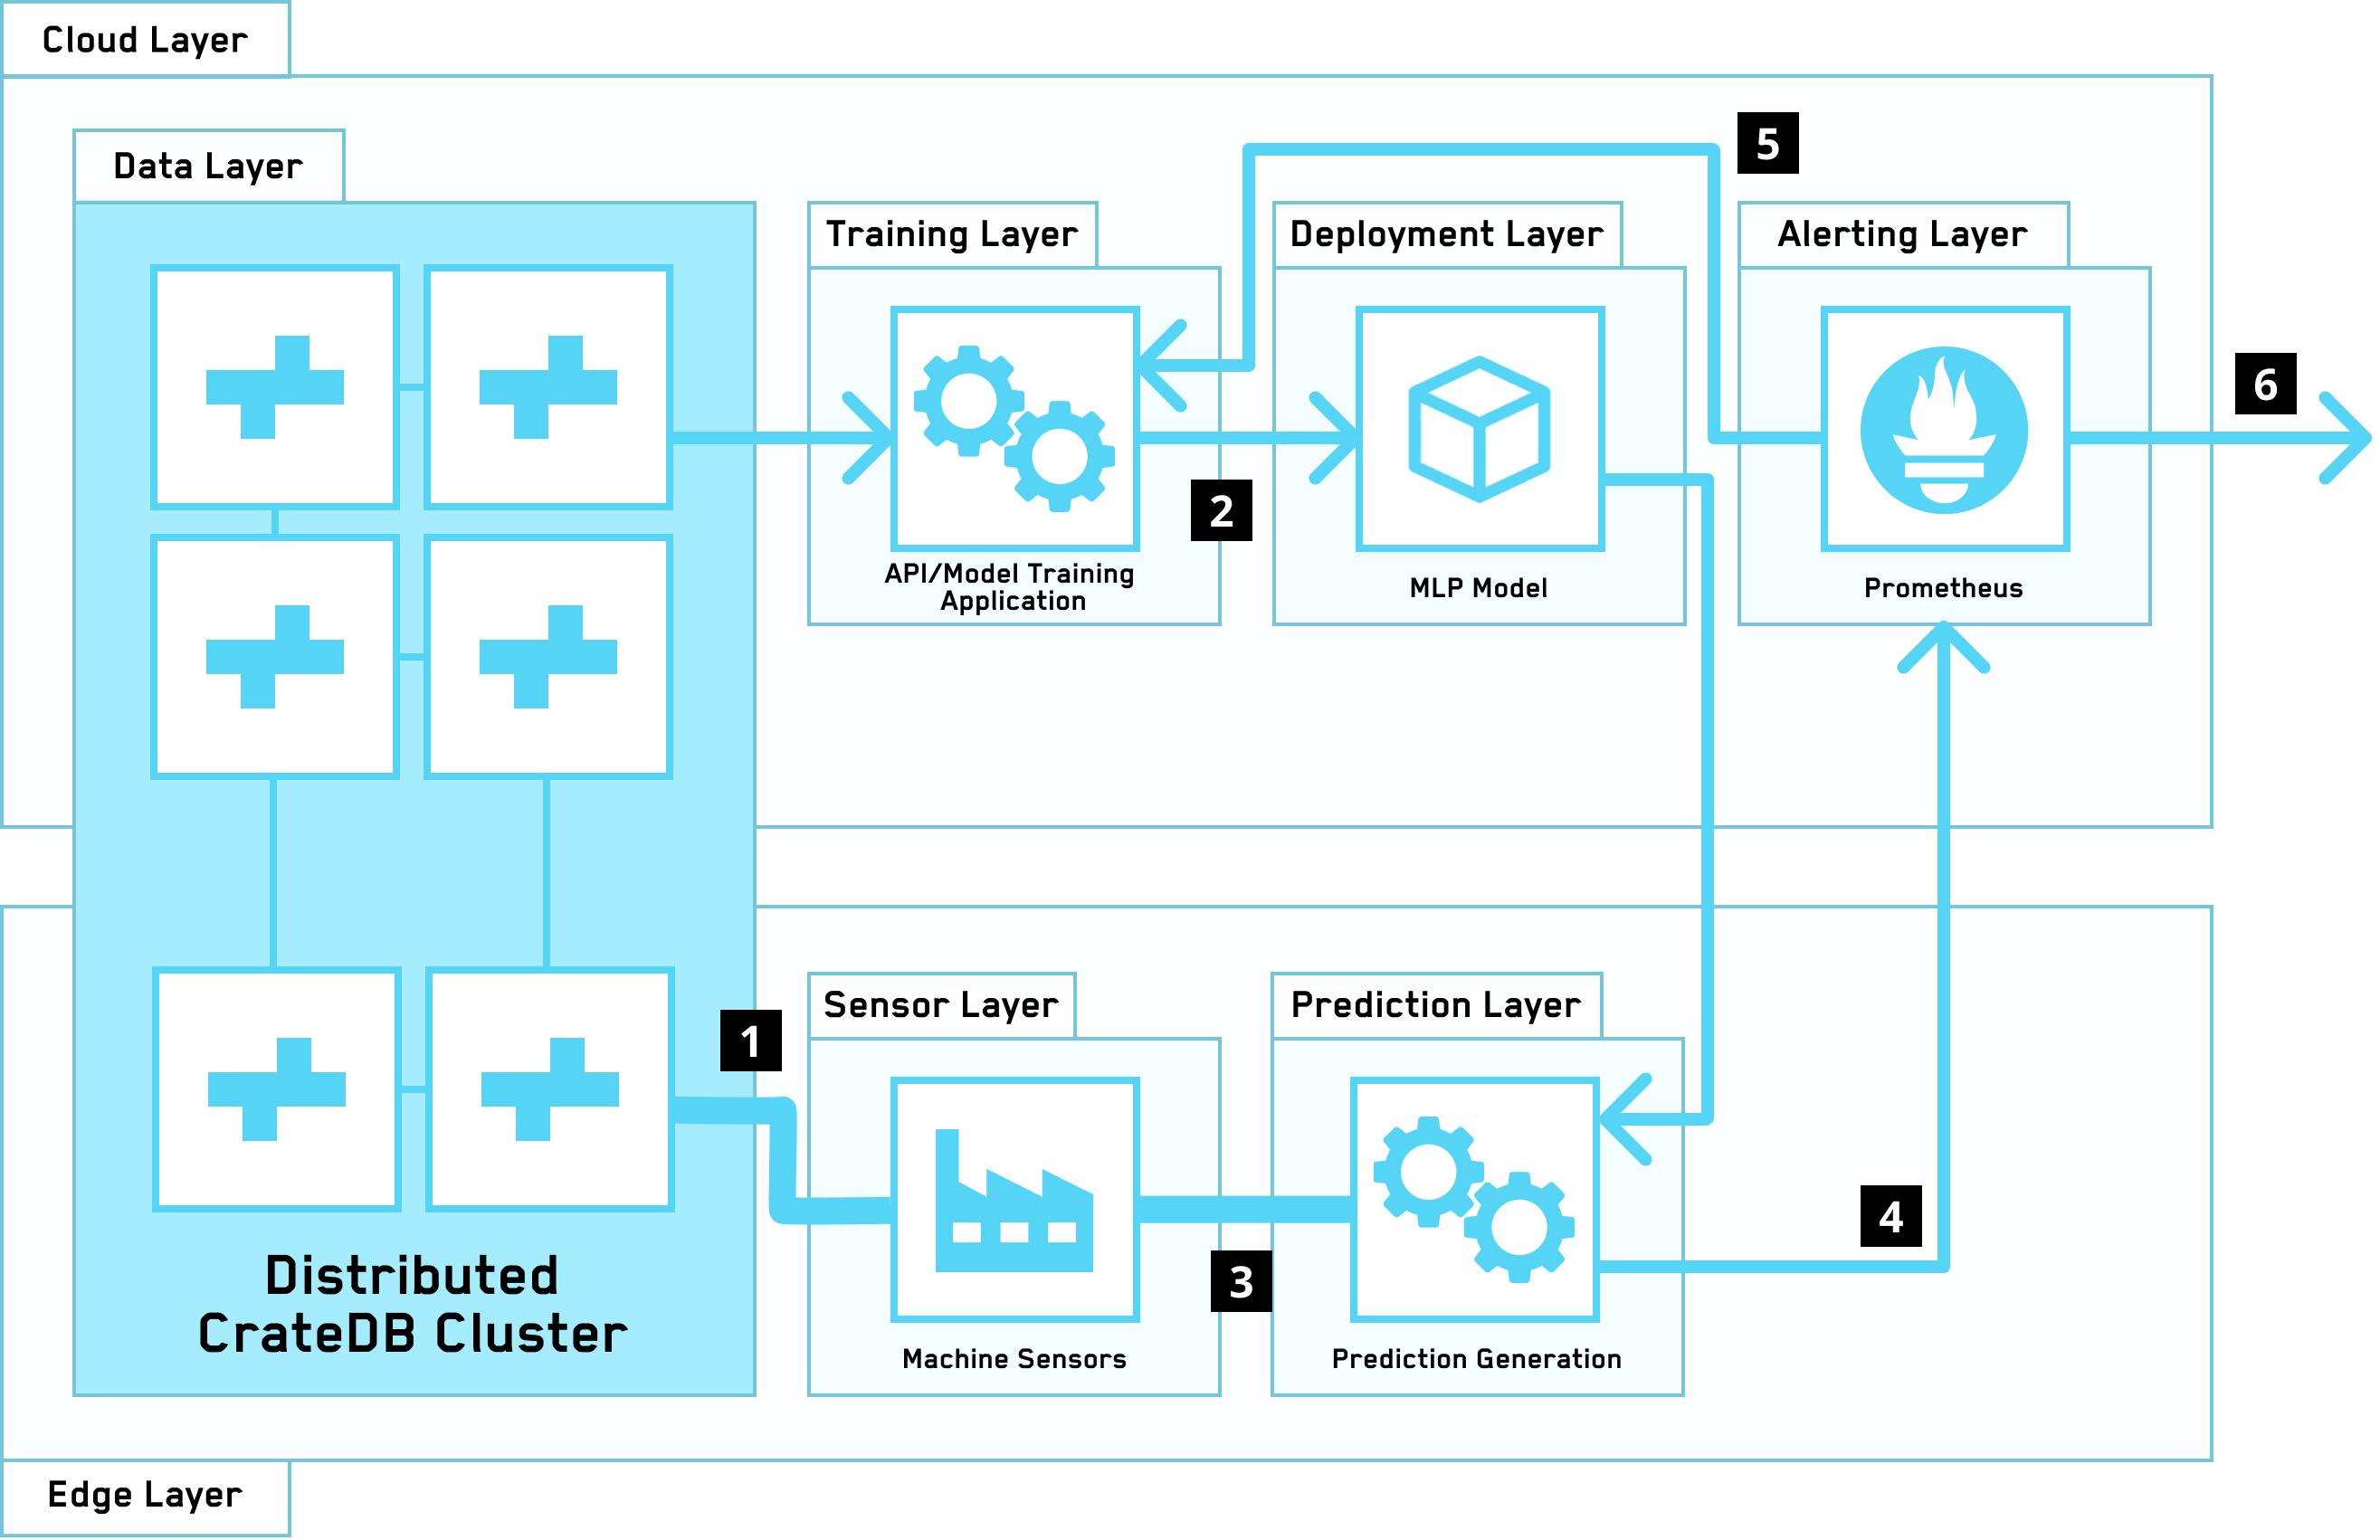 Cloud Layer
Data Layer
5
Training Layer
Deployment Layer
Alerting Layer
6
2
API/Model Training
Application
MLP Model
Prometheus
1
Sensor Layer
Prediction Layer
4
3
Distributed
CrateDB Cluster
Machine Sensors
Prediction Generation
Edge Layer